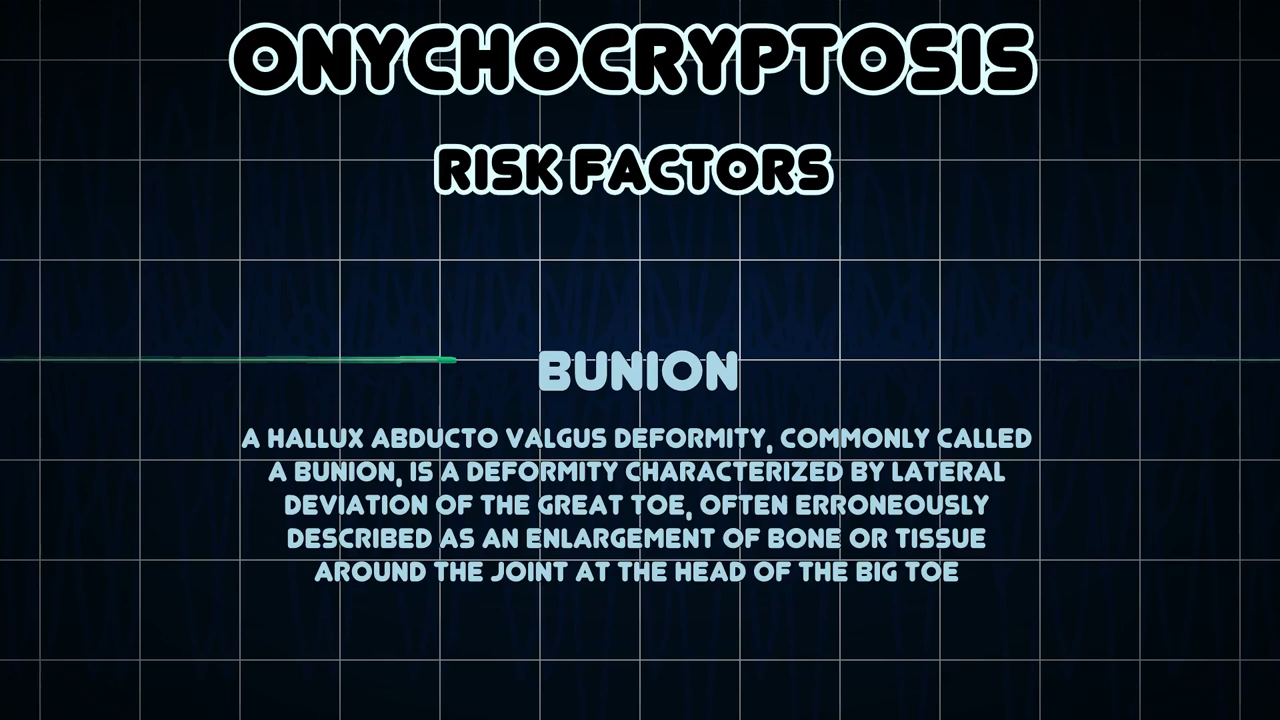 ONYCHOCRYPTOSIS
RISK FACTORS
BUNION
A HALLUX ABDUCTO VALGUS DEFORMITY, COMMONLY CALLED
A BUNION, IS A DEFORMITY CHARACTERIZED BY LATERAL
DEVIATION OF THE GREAT TOE, OFTEN ERRONEOUSLY
DESCRIBED AS AN ENLARGEMENT OF BONE OR TISSUE
AROUND THE JOINT AT THE HEAD OF THE BIG TOE